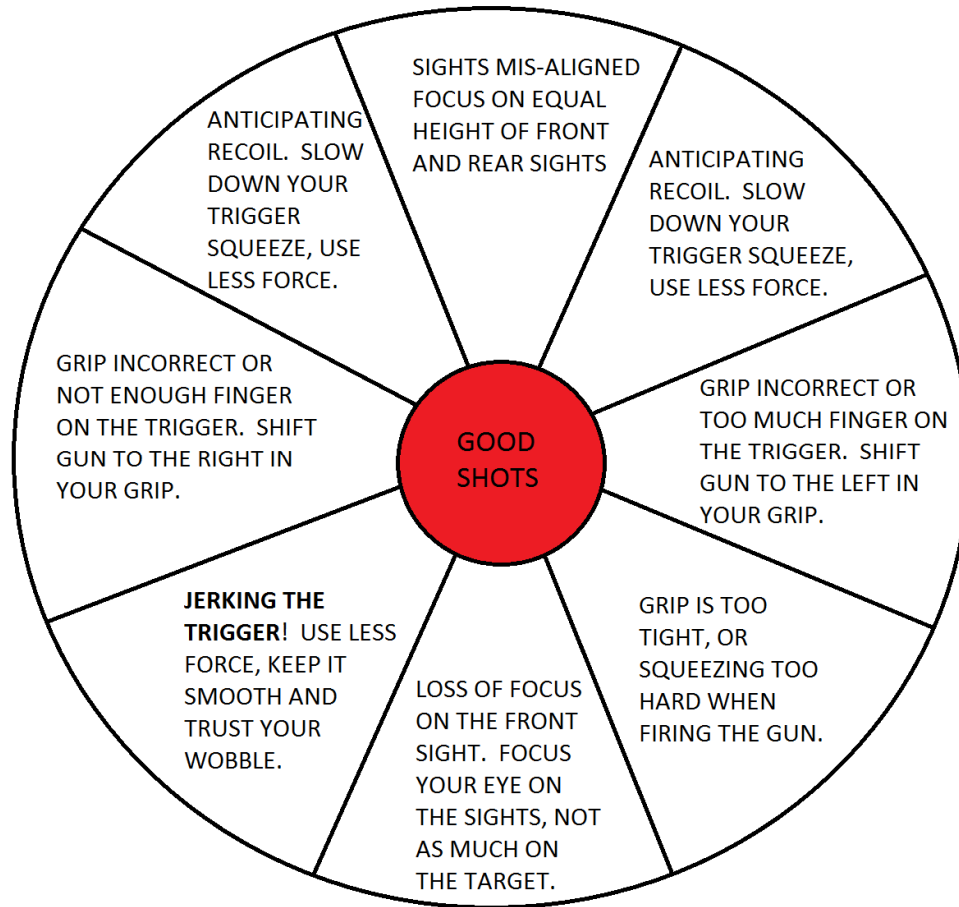 SIGHTS MIS-ALIGNED
FOCUS ON EQUAL
HEIGHT OF FRONT
AND REAR SIGHTS
ANTICIPATING
RECOIL.  SLOW
DOWN YOUR
TRIGGER
SQUEEZE, USE
LESS FORCE.
ANTICIPATING
RECOIL.  SLOW
DOWN YOUR
TRIGGER SQUEEZE,
USE LESS FORCE.
GRIP INCORRECT OR
NOT ENOUGH FINGER
ON THE TRIGGER.  SHIFT
GUN TO THE RIGHT IN
YOUR GRIP.
GOOD
SHOTS
GRIP INCORRECT OR
TOO MUCH FINGER ON
THE TRIGGER.  SHIFT
GUN TO THE LEFT IN
YOUR GRIP.
JERKING THE
TRIGGER!  USE LESS
FORCE, KEEP IT
SMOOTH AND
TRUST YOUR
WOBBLE.
LOSS OF FOCUS
ON THE FRONT
SIGHT.  FOCUS
YOUR EYE ON
THE SIGHTS, NOT
AS MUCH ON
THE TARGET.
GRIP IS TOO
TIGHT, OR
SQUEEZING TOO
HARD WHEN
FIRING THE GUN.